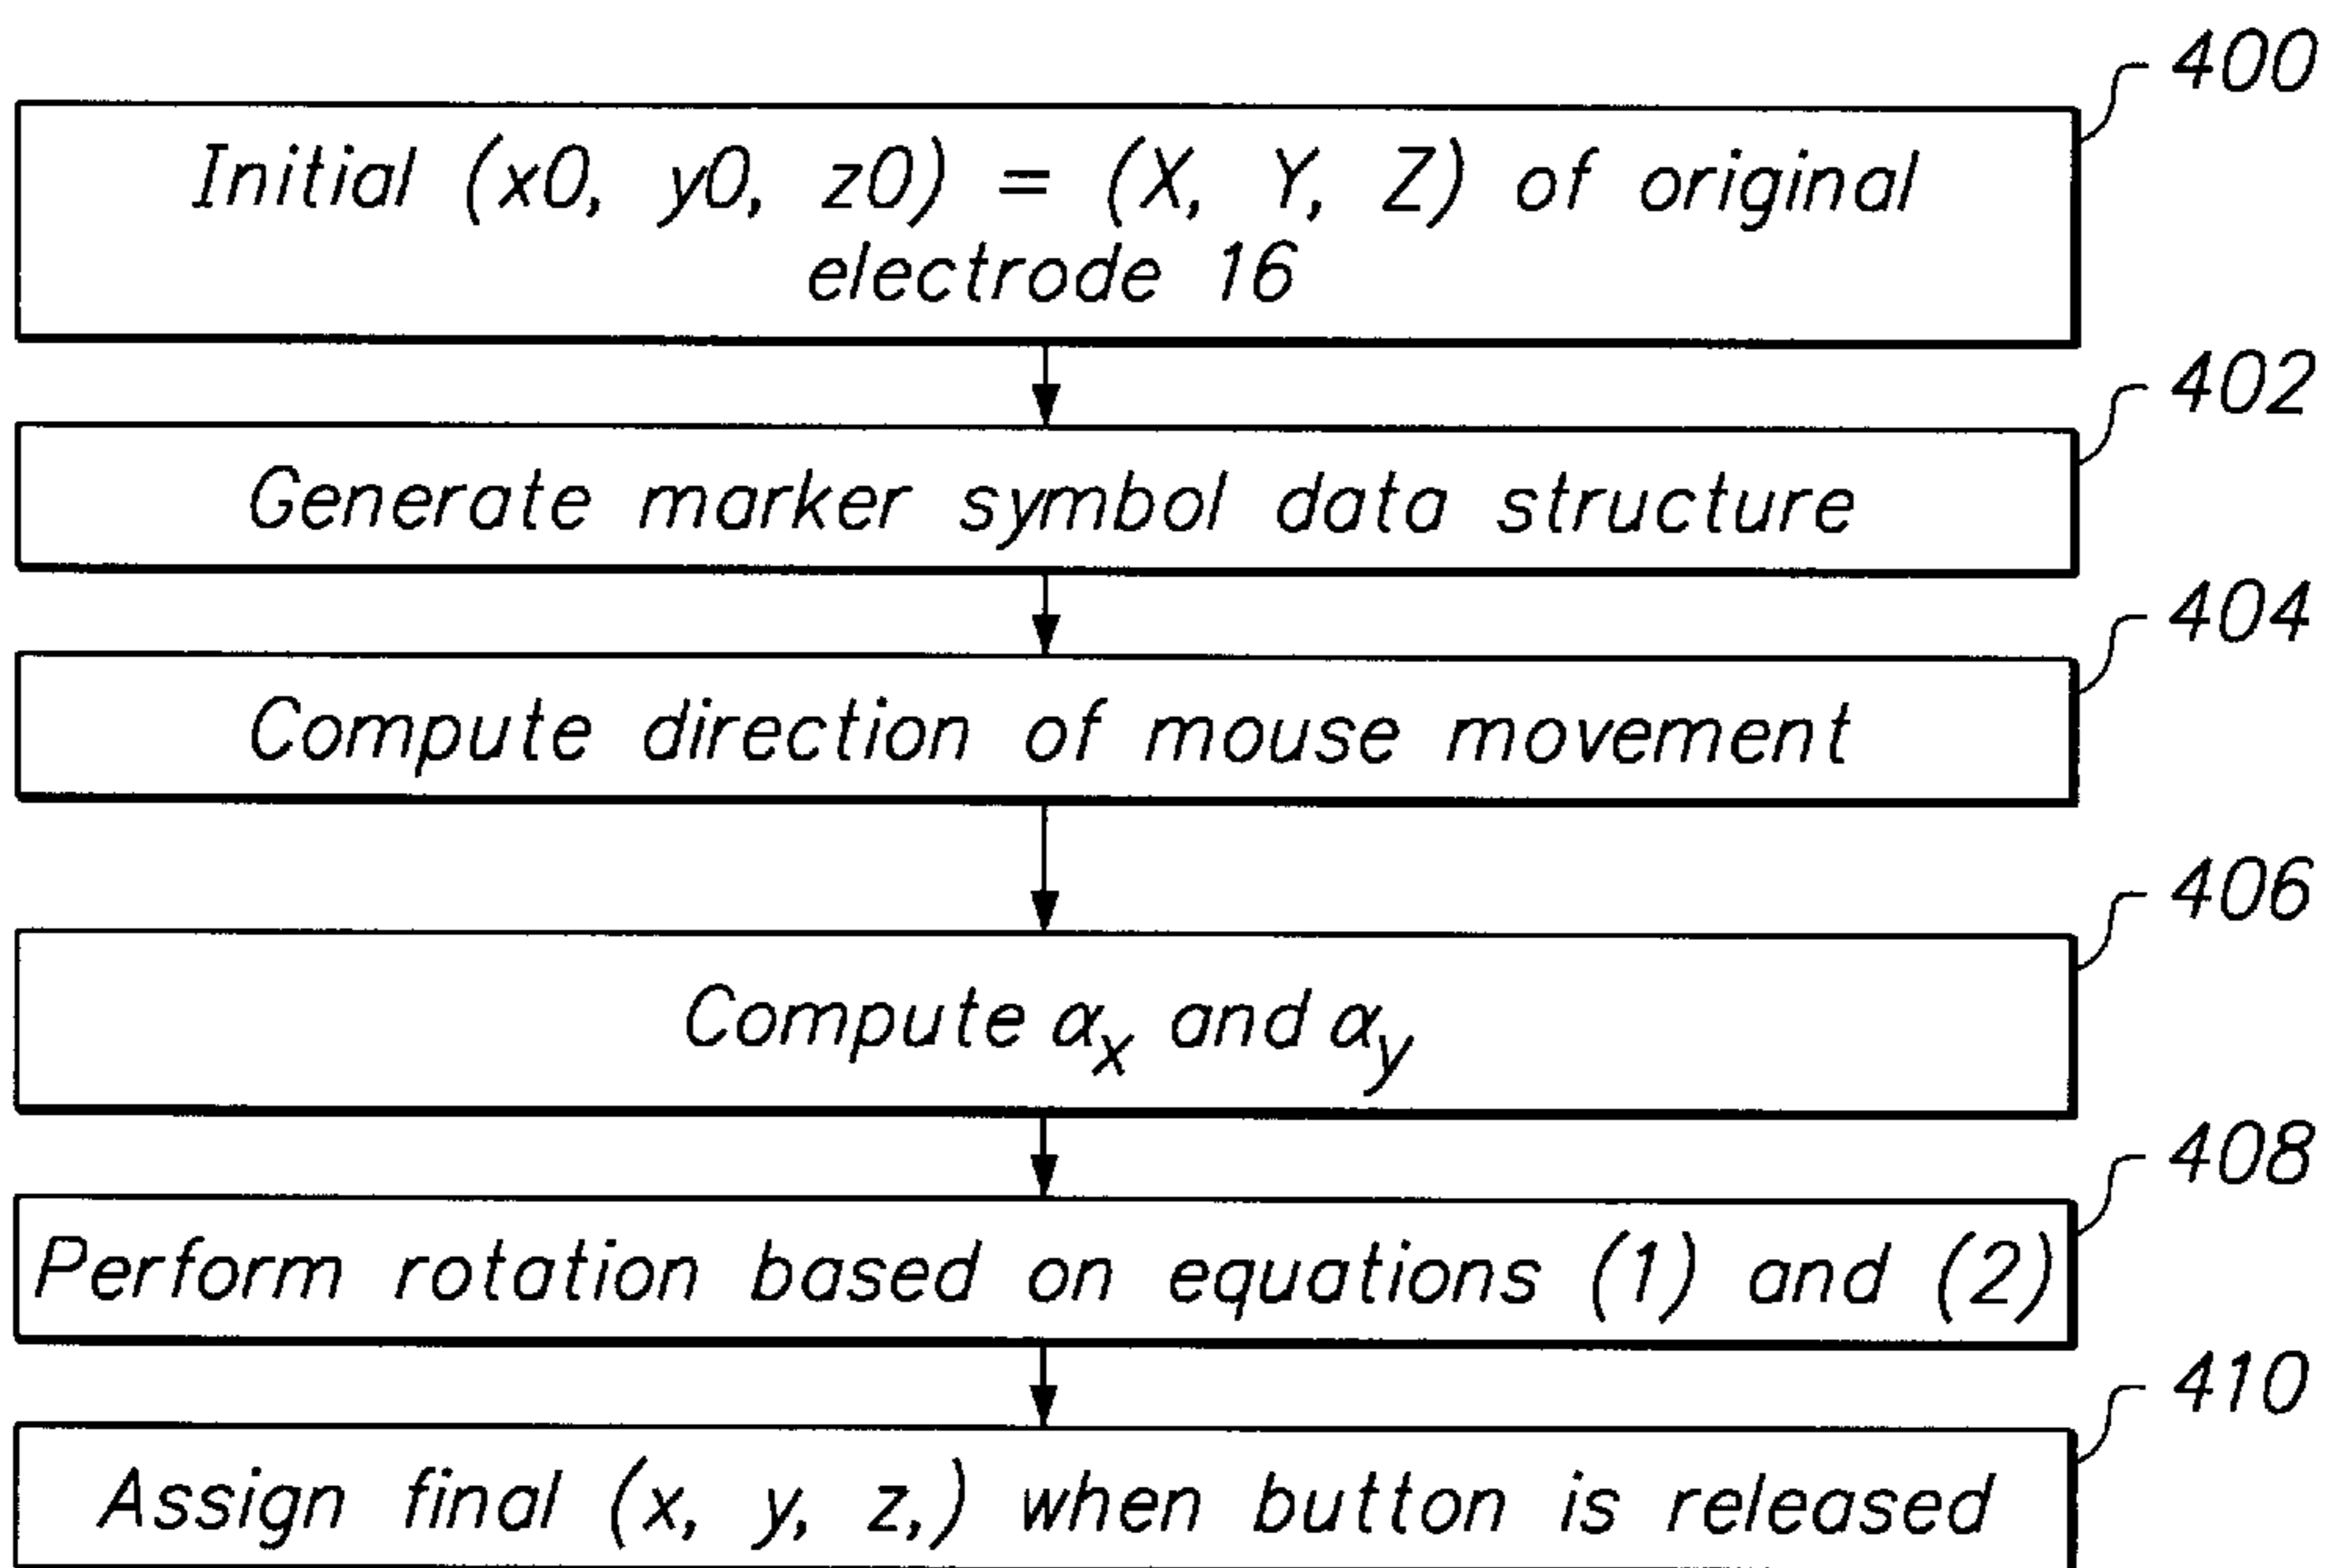 400
Initial (x0, y0, z0) = (X, Y, Z) of original
electrode 16
402
Generate marker symbol data structure
404
Compute direction of mouse movement
406
Compute αx and αy
408
Perform rotation based on equations (1) and (2)
410
Assign final (x, y, z,) when button is released